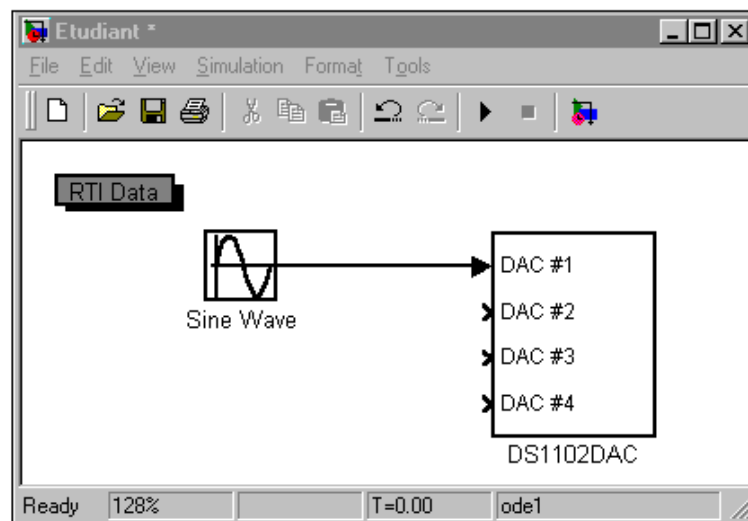 Etudiant *
File Edit View Simulation Format Tools
RTI Data
Sine Wave
DAC #1
DAC #2
DAC #3
DAC #4
DS1102DAC
Ready 128% T=0.00 ode1